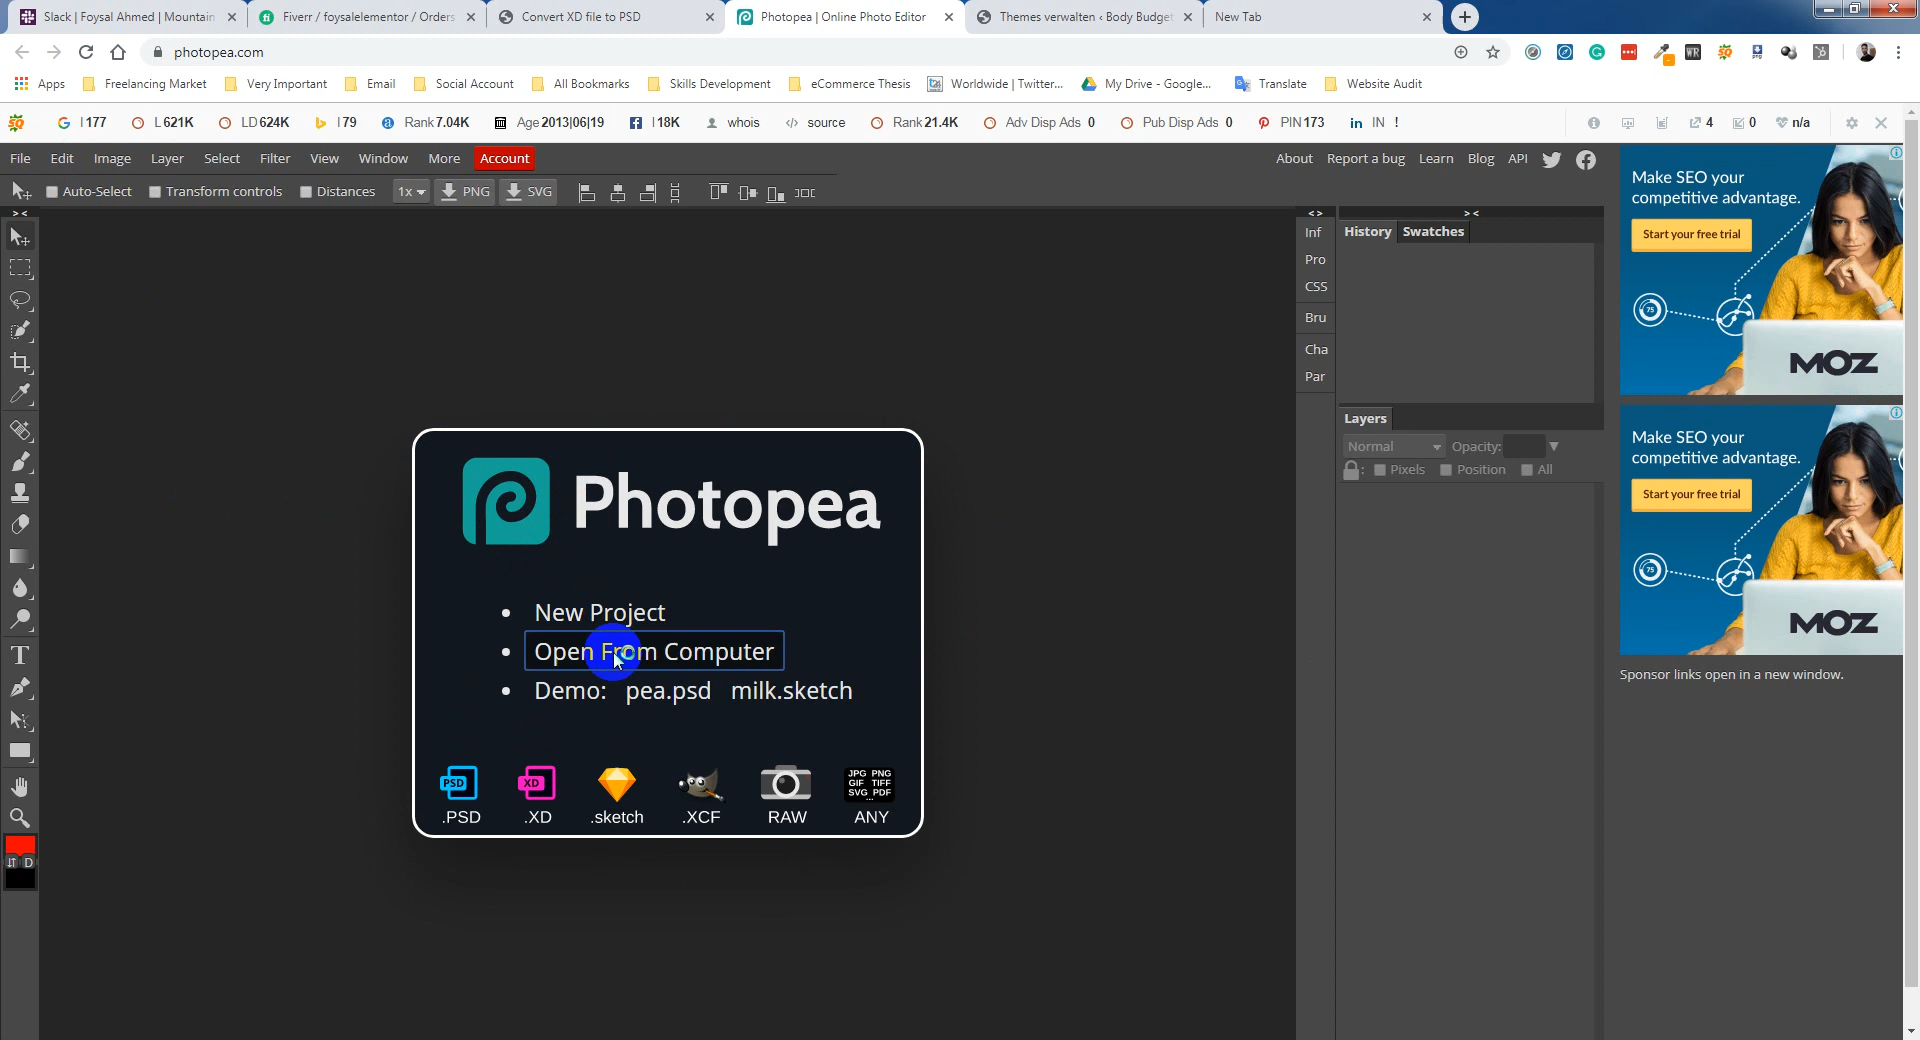 Slack | Foysal Ahmed | Mountain
Fiverr / foysalelementor / Orders
Convert XD file to PSD
Photopea | Online Photo Editor
Themes verwalten ‹ Body Budget
New Tab
photopea.com
Apps
Freelancing Market
Very Important
Email
Social Account
All Bookmarks
Skills Development
eCommerce Thesis
Worldwide | Twitter...
My Drive - Google...
Translate
Website Audit
I 177
L 621K
LD 624K
I 79
Rank 7.04K
Age 2013|06|19
I 18K
whois
source
Rank 21.4K
Adv Disp Ads 0
Pub Disp Ads 0
PIN 173
in IN !
4
0
n/a
File Edit Image Layer Select Filter View Window More Account
About Report a bug Learn Blog API
Auto-Select
Transform controls
Distances
1x
PNG
SVG
> <
< >
> <
Inf
Pro
CSS
Bru
Cha
Par
History
Swatches
Layers
Normal
Opacity:
Pixels
Position
All
Photopea
New Project
Open From Computer
Demo: pea.psd milk.sketch
PSD
XD
JPG PNG
GIF TIFF
SVG PDF
...
.PSD
.XD
.sketch
.XCF
RAW
ANY
T
D
Make SEO your
competitive advantage.
Start your free trial
75
MOZ
Make SEO your
competitive advantage.
Start your free trial
75
MOZ
Sponsor links open in a new window.